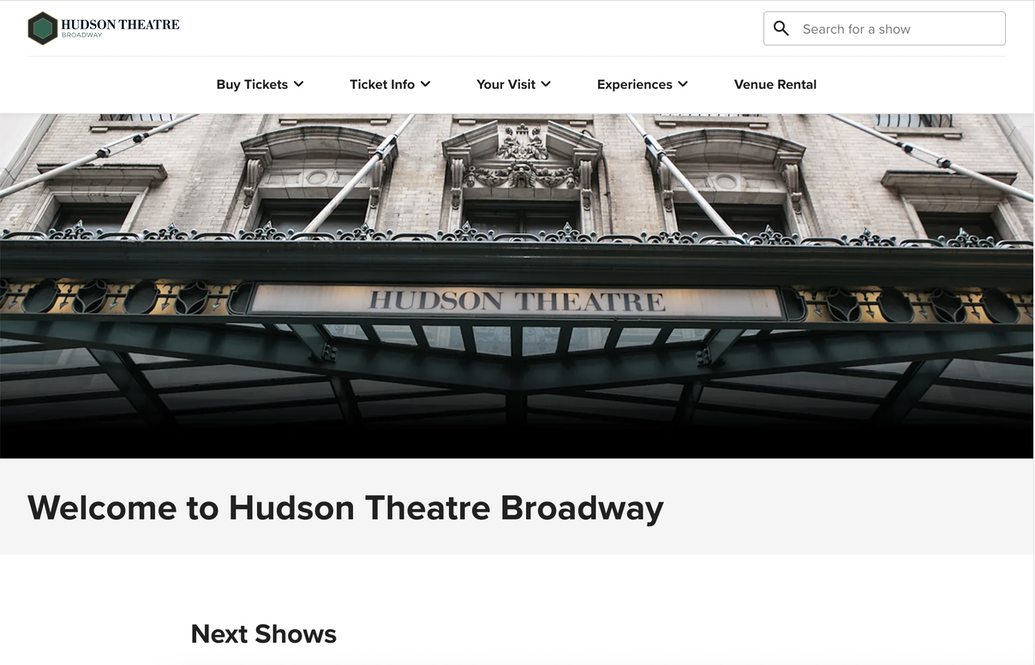 HUDSON THEATRE
BROADWAY
Search for a show
Buy Tickets
Ticket Info
Your Visit
Experiences
Venue Rental
HUDSON THEATRE
Welcome to Hudson Theatre Broadway
Next Shows